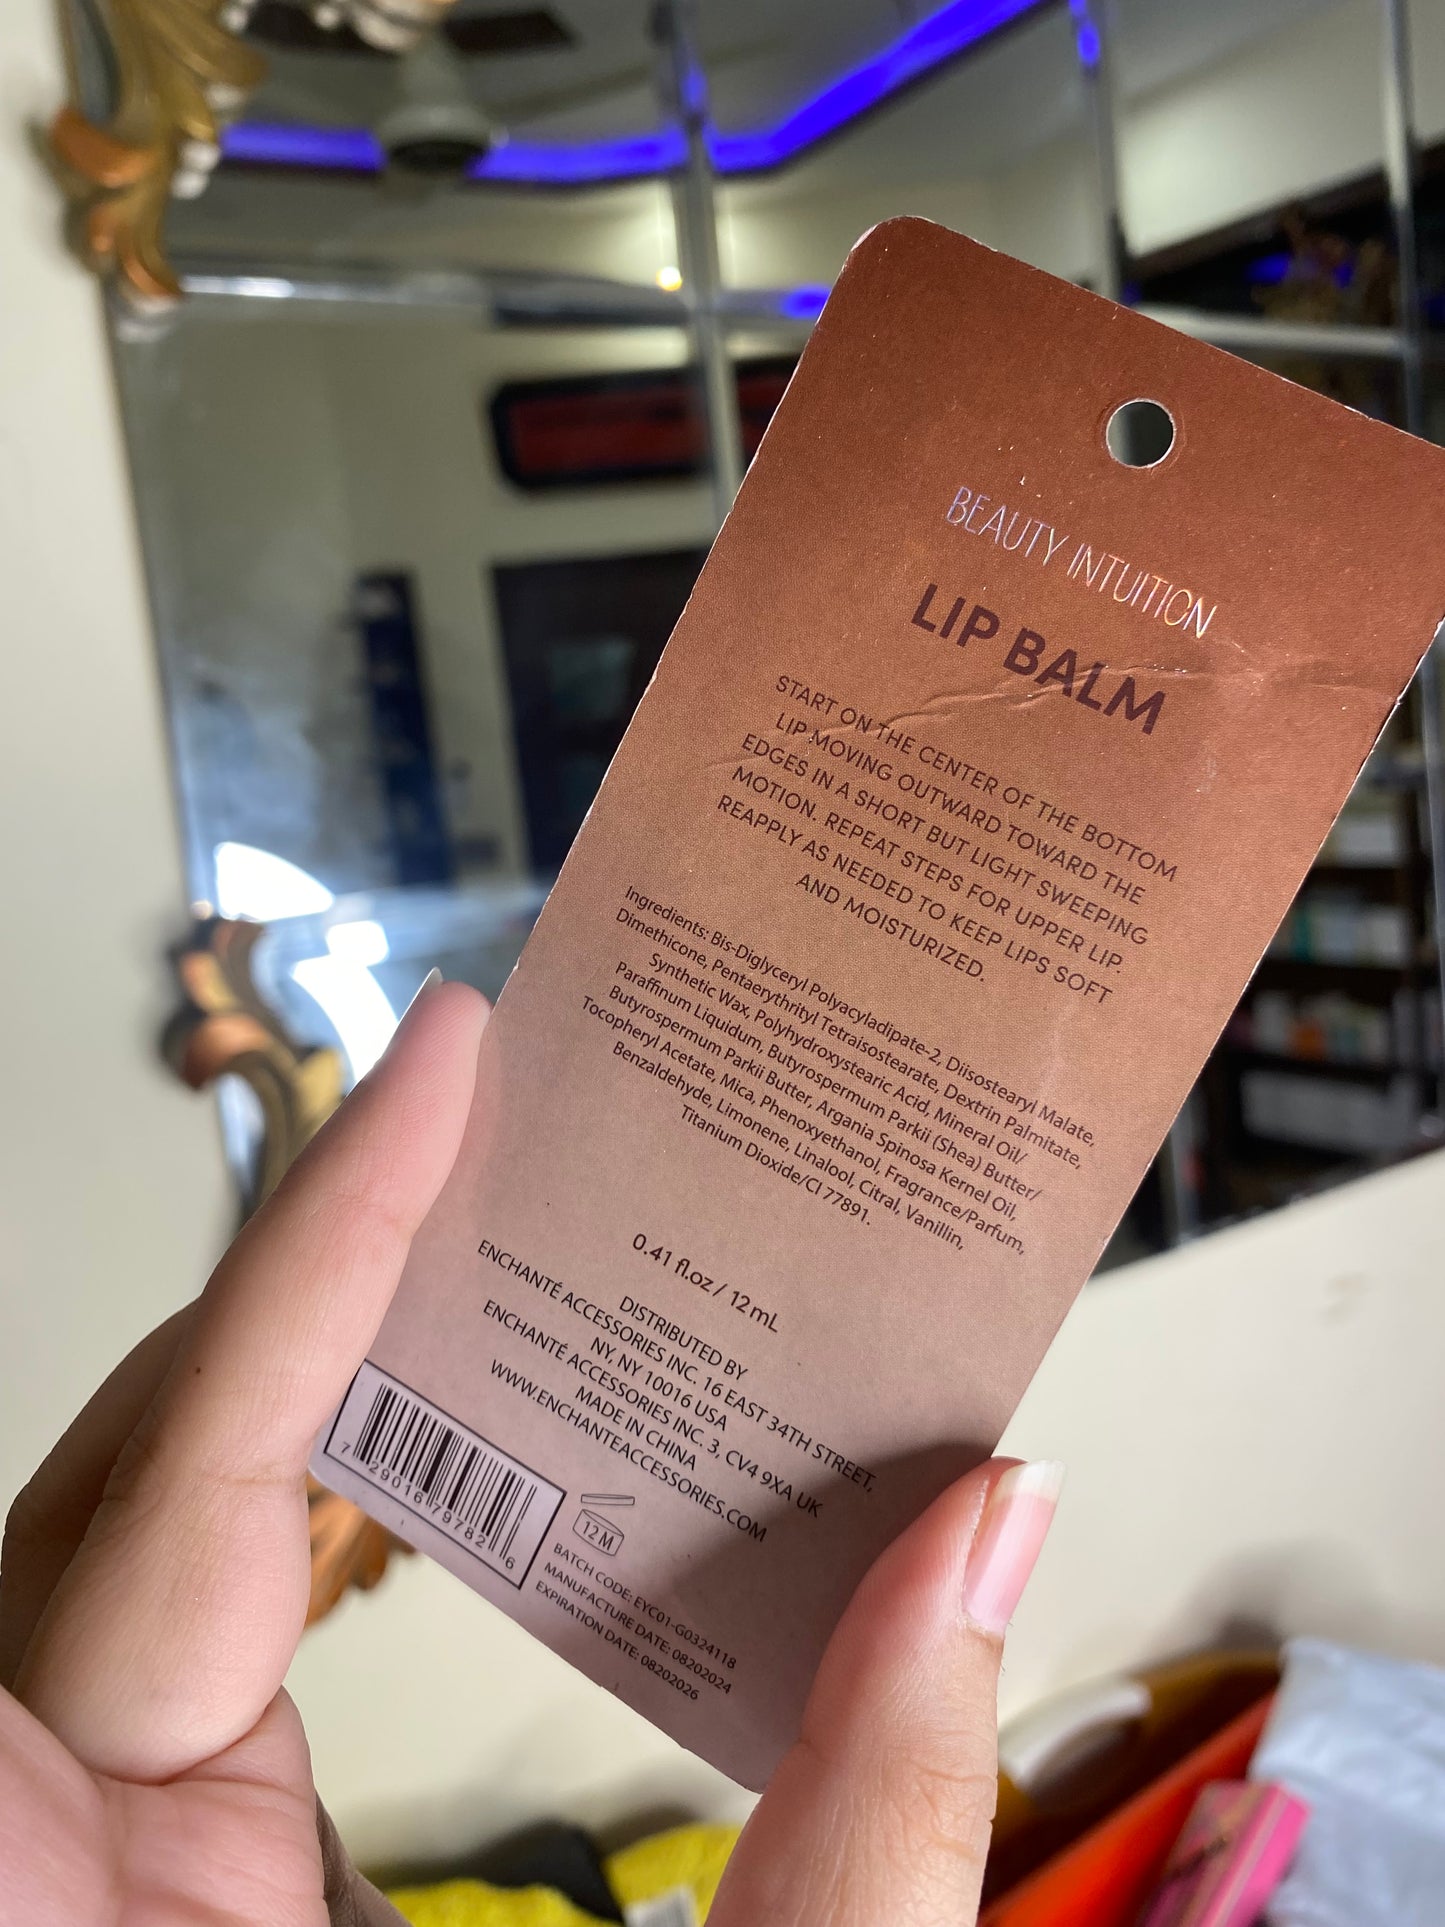 BEAUTY INTUITION
LIP BALM
START ON THE CENTER OF THE BOTTOM
LIP MOVING OUTWARD TOWARD THE
EDGES IN A SHORT BUT LIGHT SWEEPING
MOTION. REPEAT STEPS FOR UPPER LIP.
REAPPLY AS NEEDED TO KEEP LIPS SOFT
AND MOISTURIZED.
Ingredients: Bis-Diglyceryl Polyacyladipate-2, Diisostearyl Malate,
Dimethicone, Pentaerythrityl Tetraisostearate, Dextrin Palmitate,
Synthetic Wax, Polyhydroxystearic Acid, Mineral Oil/
Paraffinum Liquidum, Butyrospermum Parkii (Shea) Butter/
Butyrospermum Parkii Butter, Argania Spinosa Kernel Oil,
Tocopheryl Acetate, Mica, Phenoxyethanol, Fragrance/Parfum,
Benzaldehyde, Limonene, Linalool, Citral, Vanillin,
Titanium Dioxide/CI 77891.
0.41 fl.oz / 12 mL
DISTRIBUTED BY
ENCHANTÉ ACCESSORIES INC. 16 EAST 34TH STREET,
NY, NY 10016 USA
ENCHANTÉ ACCESSORIES INC. 3, CV4 9XA UK
MADE IN CHINA
WWW.ENCHANTEACCESSORIES.COM
7 29016 79782 6
12 M
BATCH CODE: EYC01-G0324118
MANUFACTURE DATE: 08202024
EXPIRATION DATE: 08202026